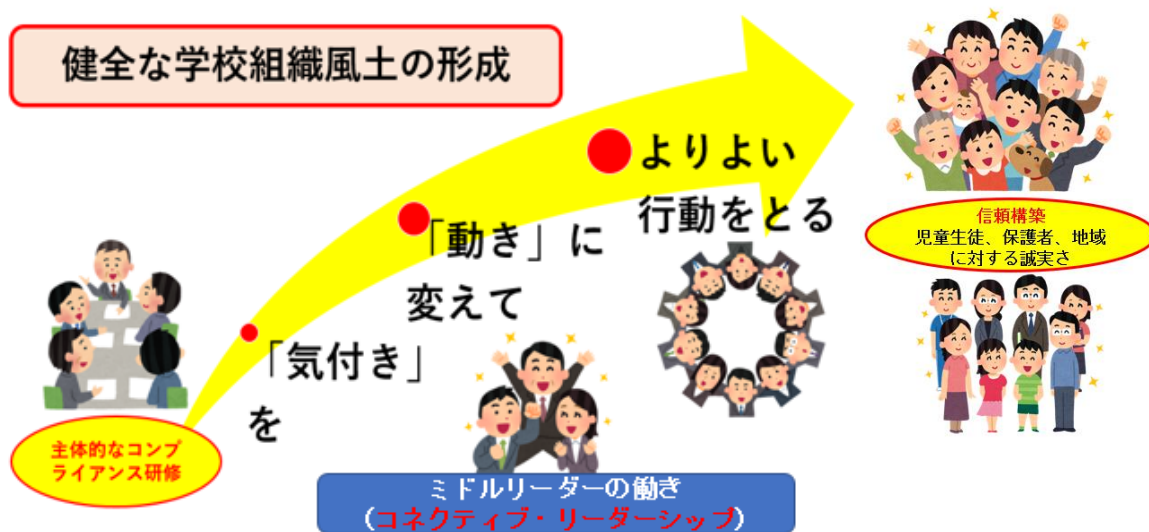 健全な学校組織風土の形成
主体的なコンプ
ライアンス研修
「気付き」
を
「動き」に
変えて
よりよい
行動をとる
信頼構築
児童生徒、保護者、地域
に対する誠実さ
ミドルリーダーの働き
(コネクティブ・リーダーシップ)